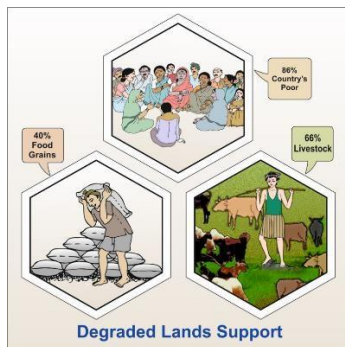 86%
Country's
Poor
40%
Food
Grains
66%
Livestock
Degraded Lands Support